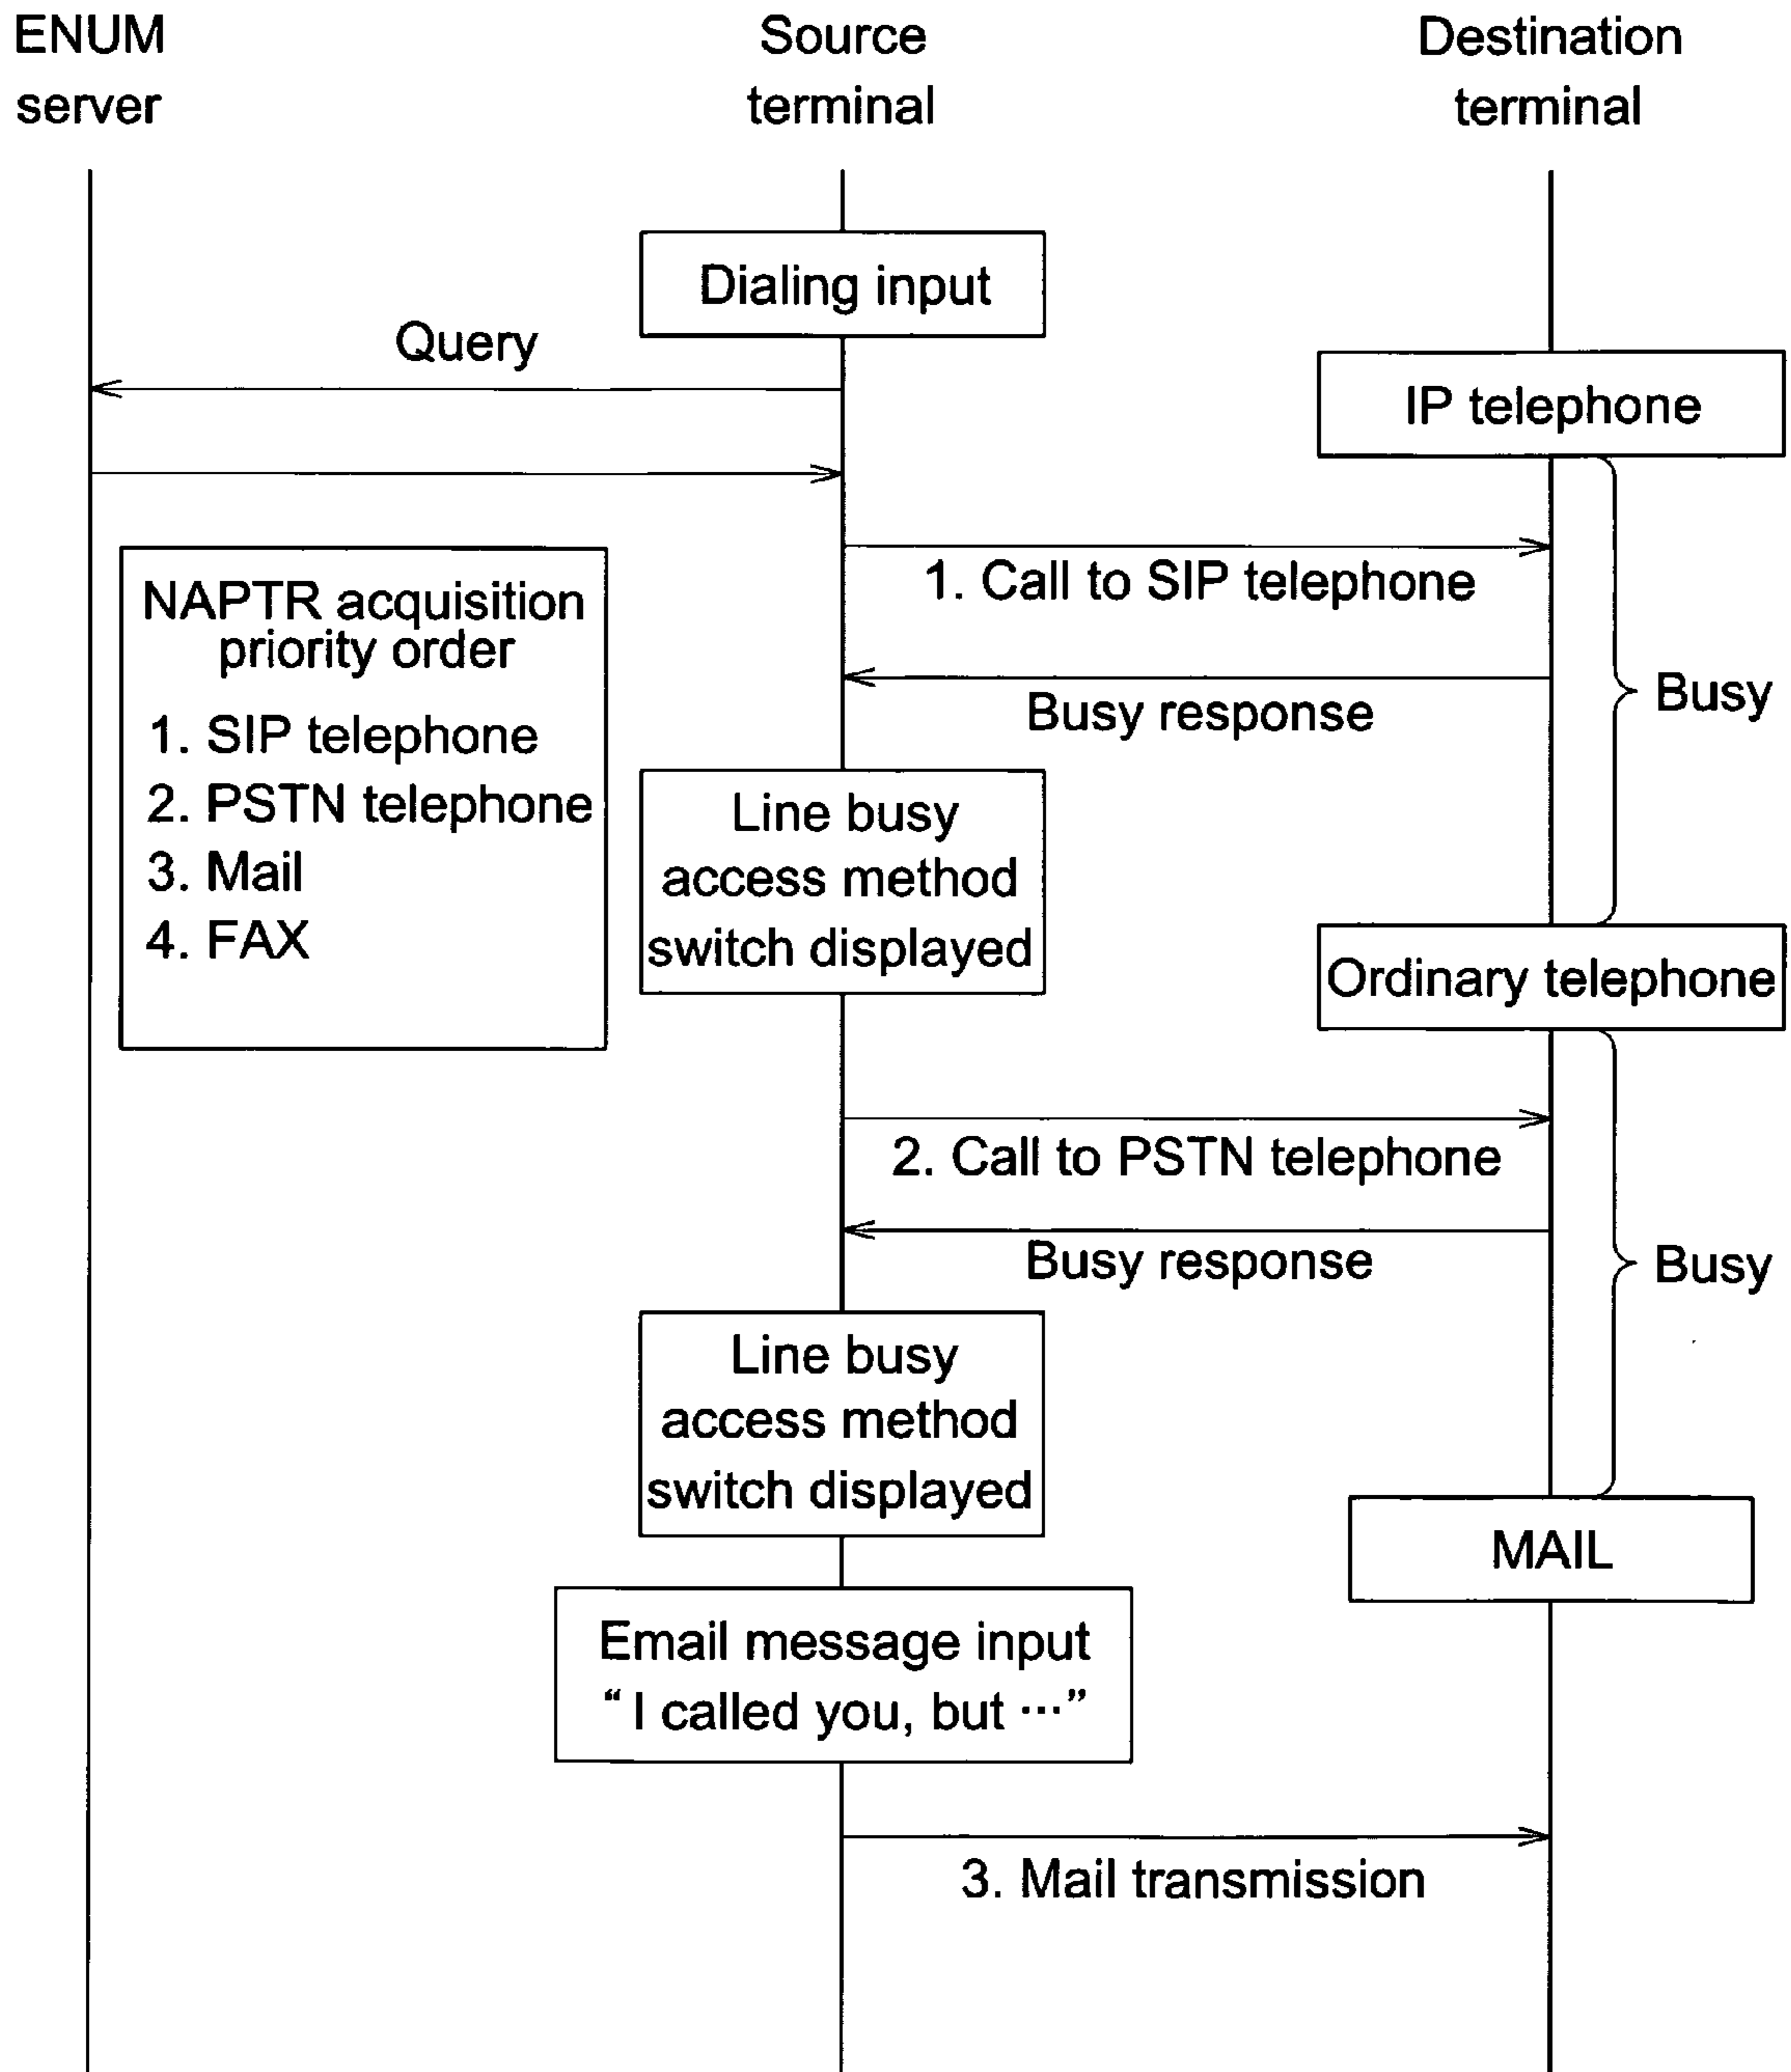 ENUM
server
Source
terminal
Destination
terminal
Dialing input
Query
IP telephone
1. Call to SIP telephone
NAPTR acquisition
priority order
1. SIP telephone
2. PSTN telephone
3. Mail
4. FAX
Busy response
Busy
Line busy
access method
switch displayed
Ordinary telephone
2. Call to PSTN telephone
Busy response
Busy
Line busy
access method
switch displayed
MAIL
Email message input
“ I called you, but ···”
3. Mail transmission